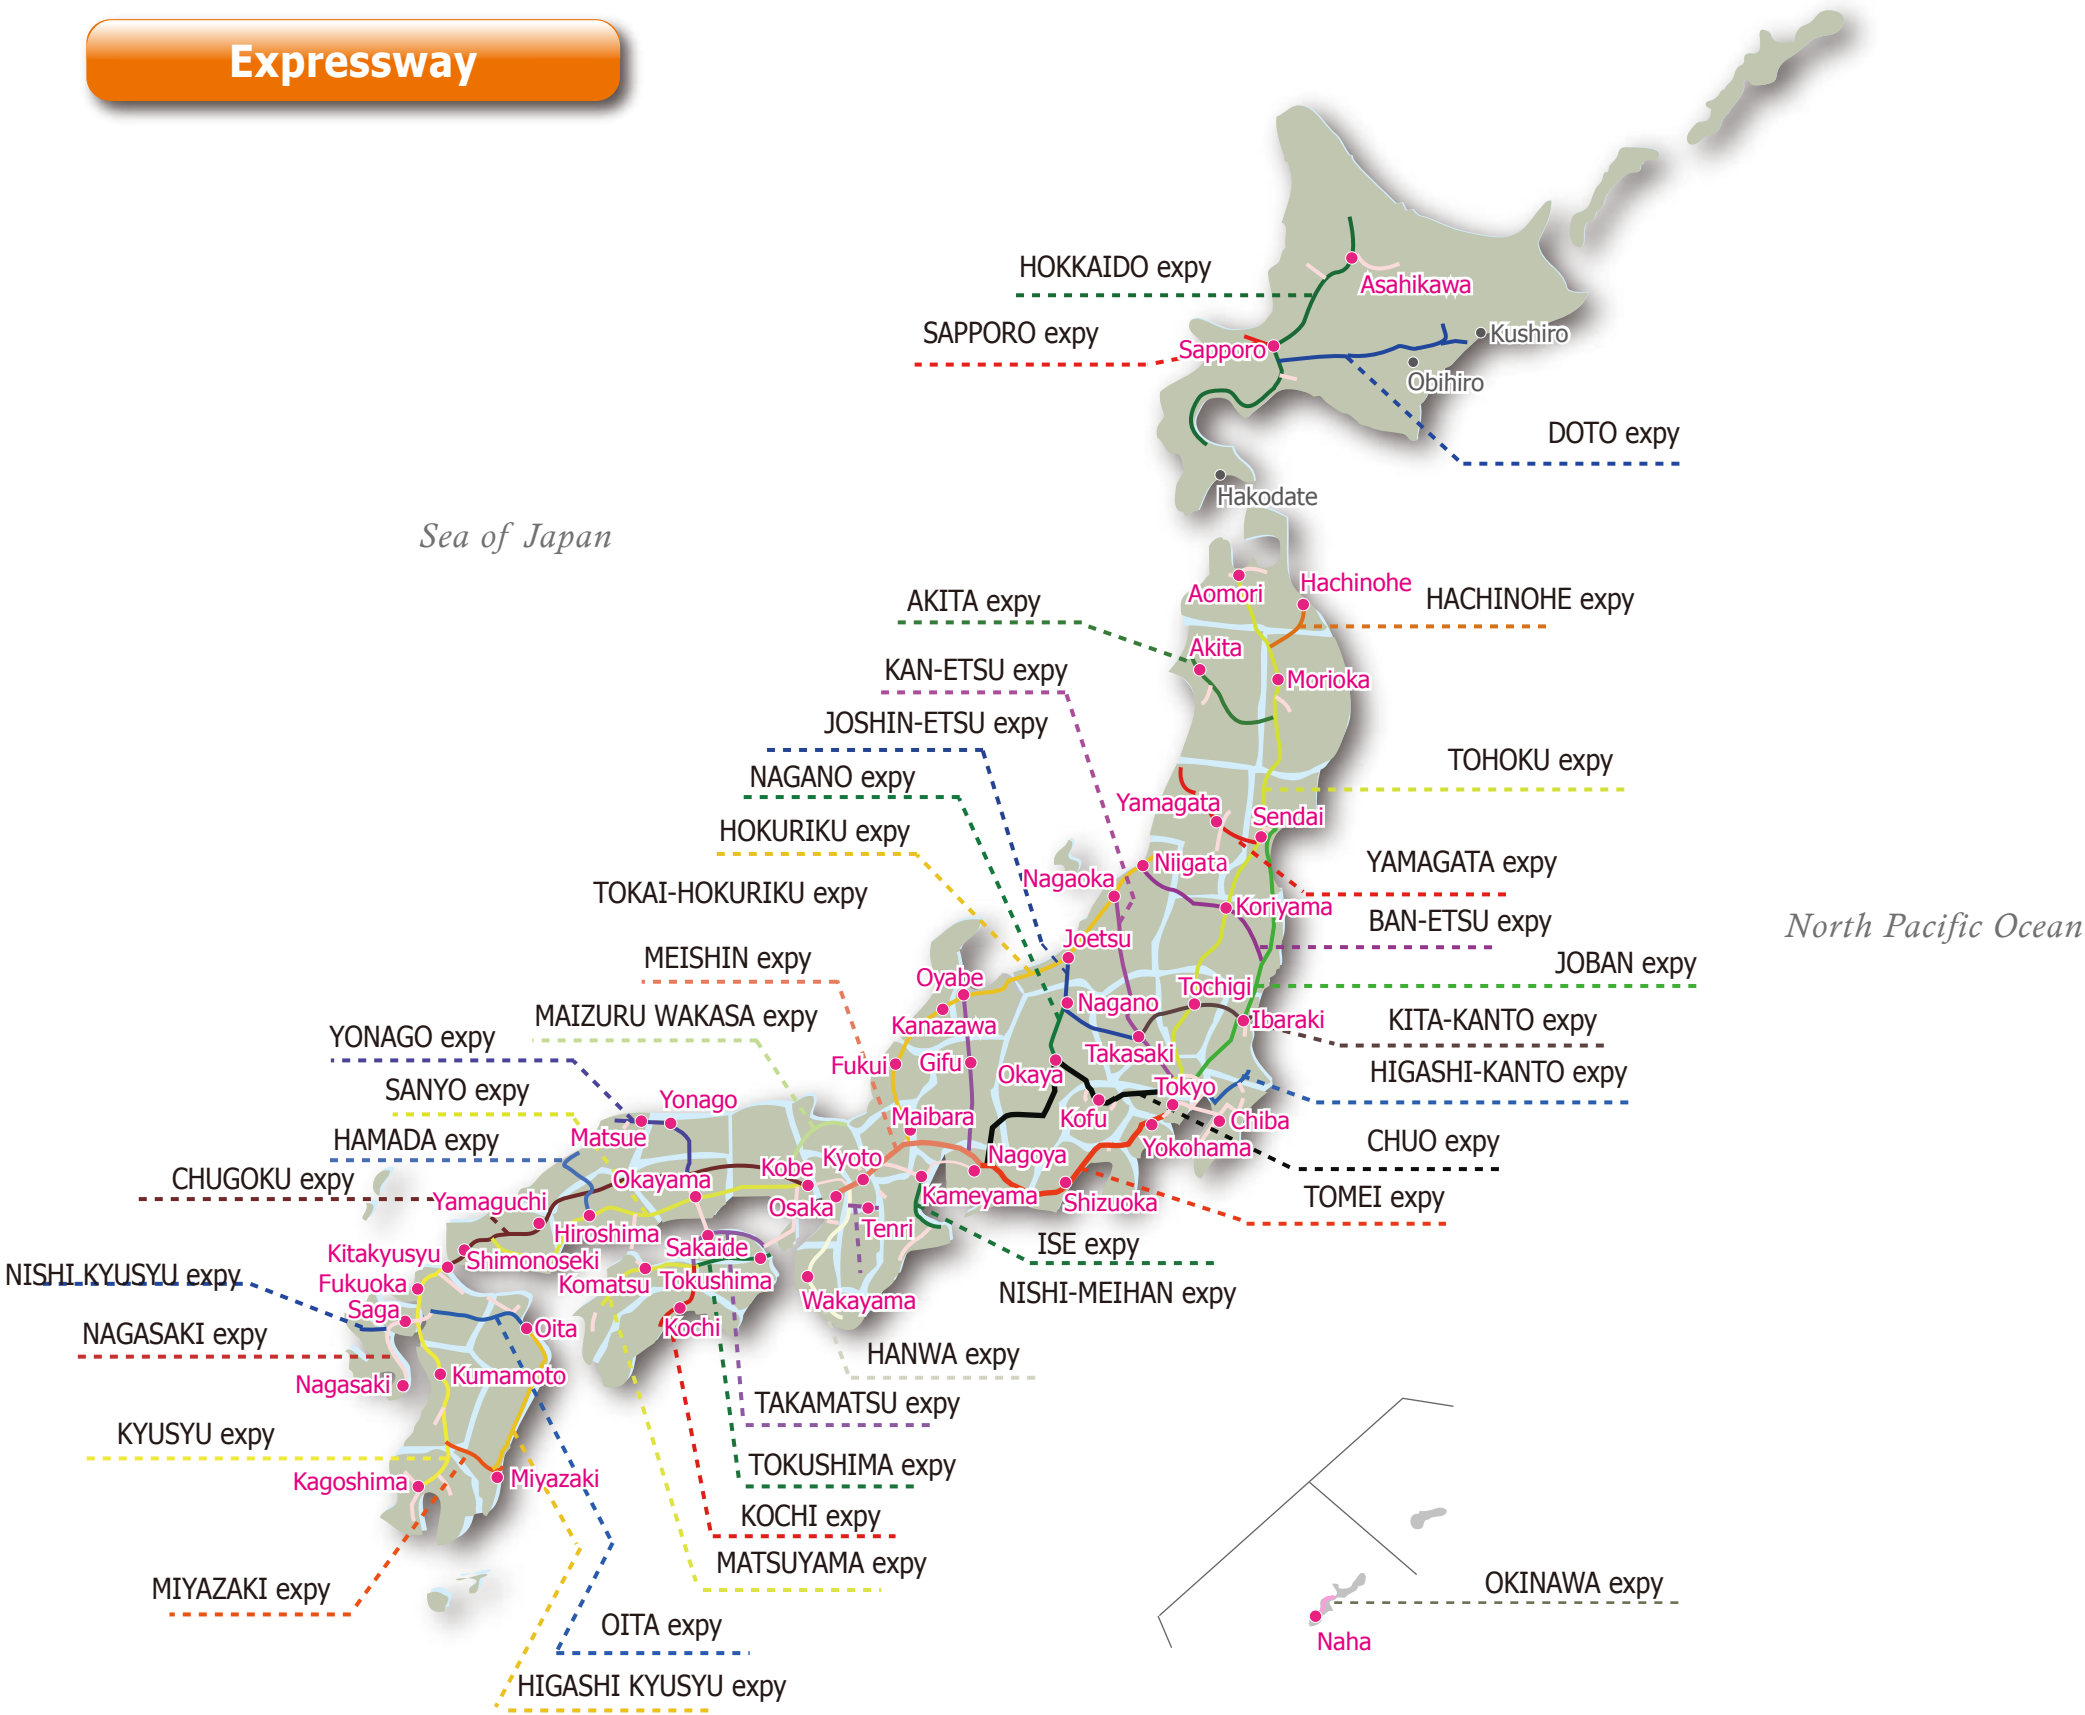 Expressway
HOKKAIDO expy
Asahikawa
SAPPORO expy
Sapporo
Kushiro
Obihiro
DOTO expy
Hakodate
Sea of Japan
Aomori
Hachinohe
HACHINOHE expy
AKITA expy
Akita
KAN-ETSU expy
Morioka
JOSHIN-ETSU expy
TOHOKU expy
NAGANO expy
Yamagata
Sendai
HOKURIKU expy
YAMAGATA expy
Niigata
Nagaoka
TOKAI-HOKURIKU expy
Koriyama
BAN-ETSU expy
North Pacific Ocean
Joetsu
MEISHIN expy
JOBAN expy
Oyabe
Tochigi
Nagano
MAIZURU WAKASA expy
Kanazawa
Ibaraki
KITA-KANTO expy
YONAGO expy
Takasaki
Fukui
Gifu
Okaya
HIGASHI-KANTO expy
SANYO expy
Tokyo
Yonago
Maibara
Kofu
Chiba
HAMADA expy
Matsue
CHUO expy
Yokohama
Nagoya
Kyoto
Kobe
CHUGOKU expy
Okayama
Kameyama
Shizuoka
TOMEI expy
Yamaguchi
Osaka
Tenri
Hiroshima
Sakaide
ISE expy
Kitakyusyu
Shimonoseki
NISHI KYUSYU expy
Fukuoka
Komatsu
Tokushima
NISHI-MEIHAN expy
Wakayama
Saga
Oita
Kochi
NAGASAKI expy
HANWA expy
Nagasaki
Kumamoto
TAKAMATSU expy
KYUSYU expy
TOKUSHIMA expy
Kagoshima
Miyazaki
KOCHI expy
MATSUYAMA expy
MIYAZAKI expy
OKINAWA expy
OITA expy
Naha
HIGASHI KYUSYU expy